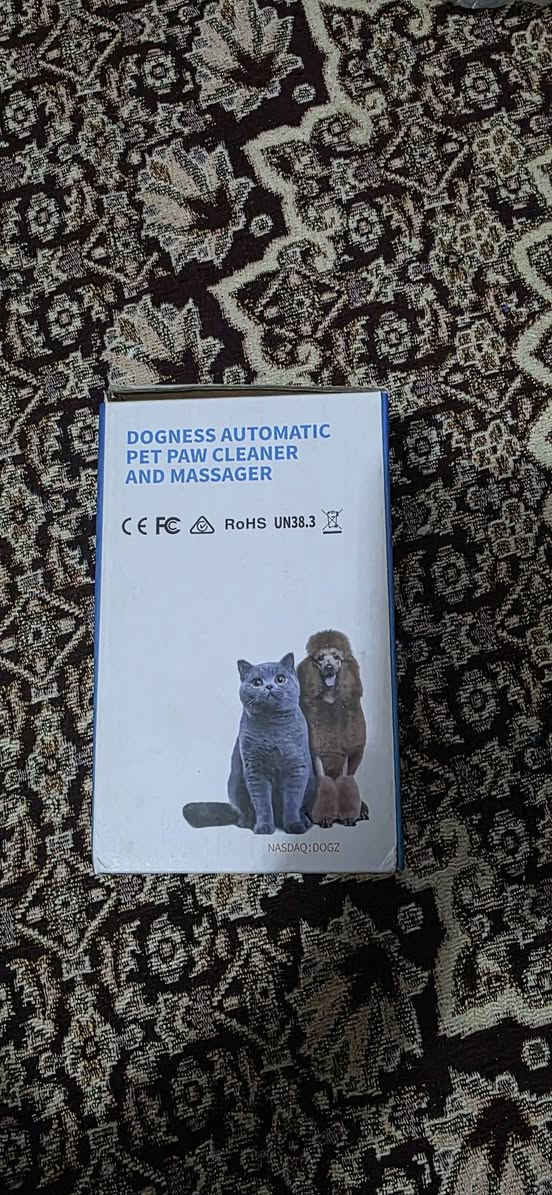 DOGNESS AUTOMATIC
PET PAW CLEANER
AND MASSAGER
CE FC RoHS UN38.3
NASDAQ:DOGZ